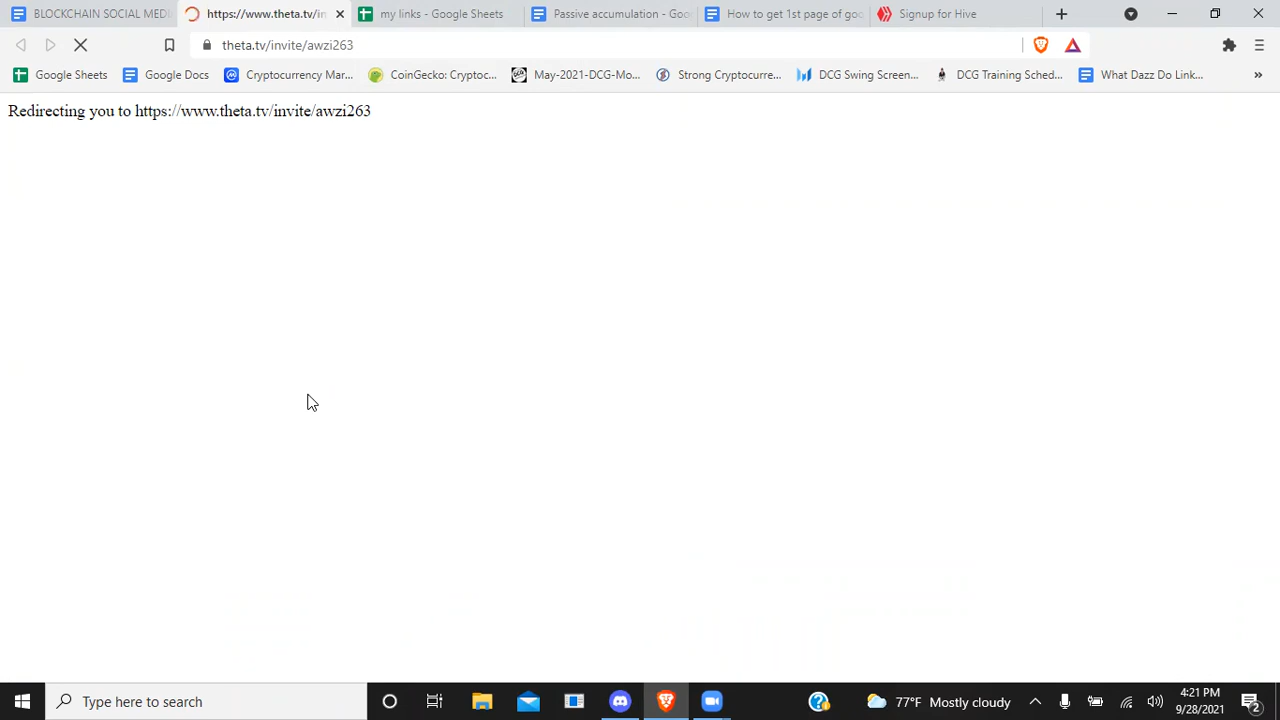 BLOCKCHAIN SOCIAL MEDI
https://www.theta.tv/in
my links - Google Sheets
Passive accumulation - Goo
How to get 1st page of goo
Signup for Hive
theta.tv/invite/awzi263
Google Sheets
Google Docs
Cryptocurrency Mar...
CoinGecko: Cryptoc...
May-2021-DCG-Mo...
Strong Cryptocurre...
DCG Swing Screen...
DCG Training Sched...
What Dazz Do Link...
Redirecting you to https://www.theta.tv/invite/awzi263
Type here to search
77°F Mostly cloudy
4:21 PM
9/28/2021
2